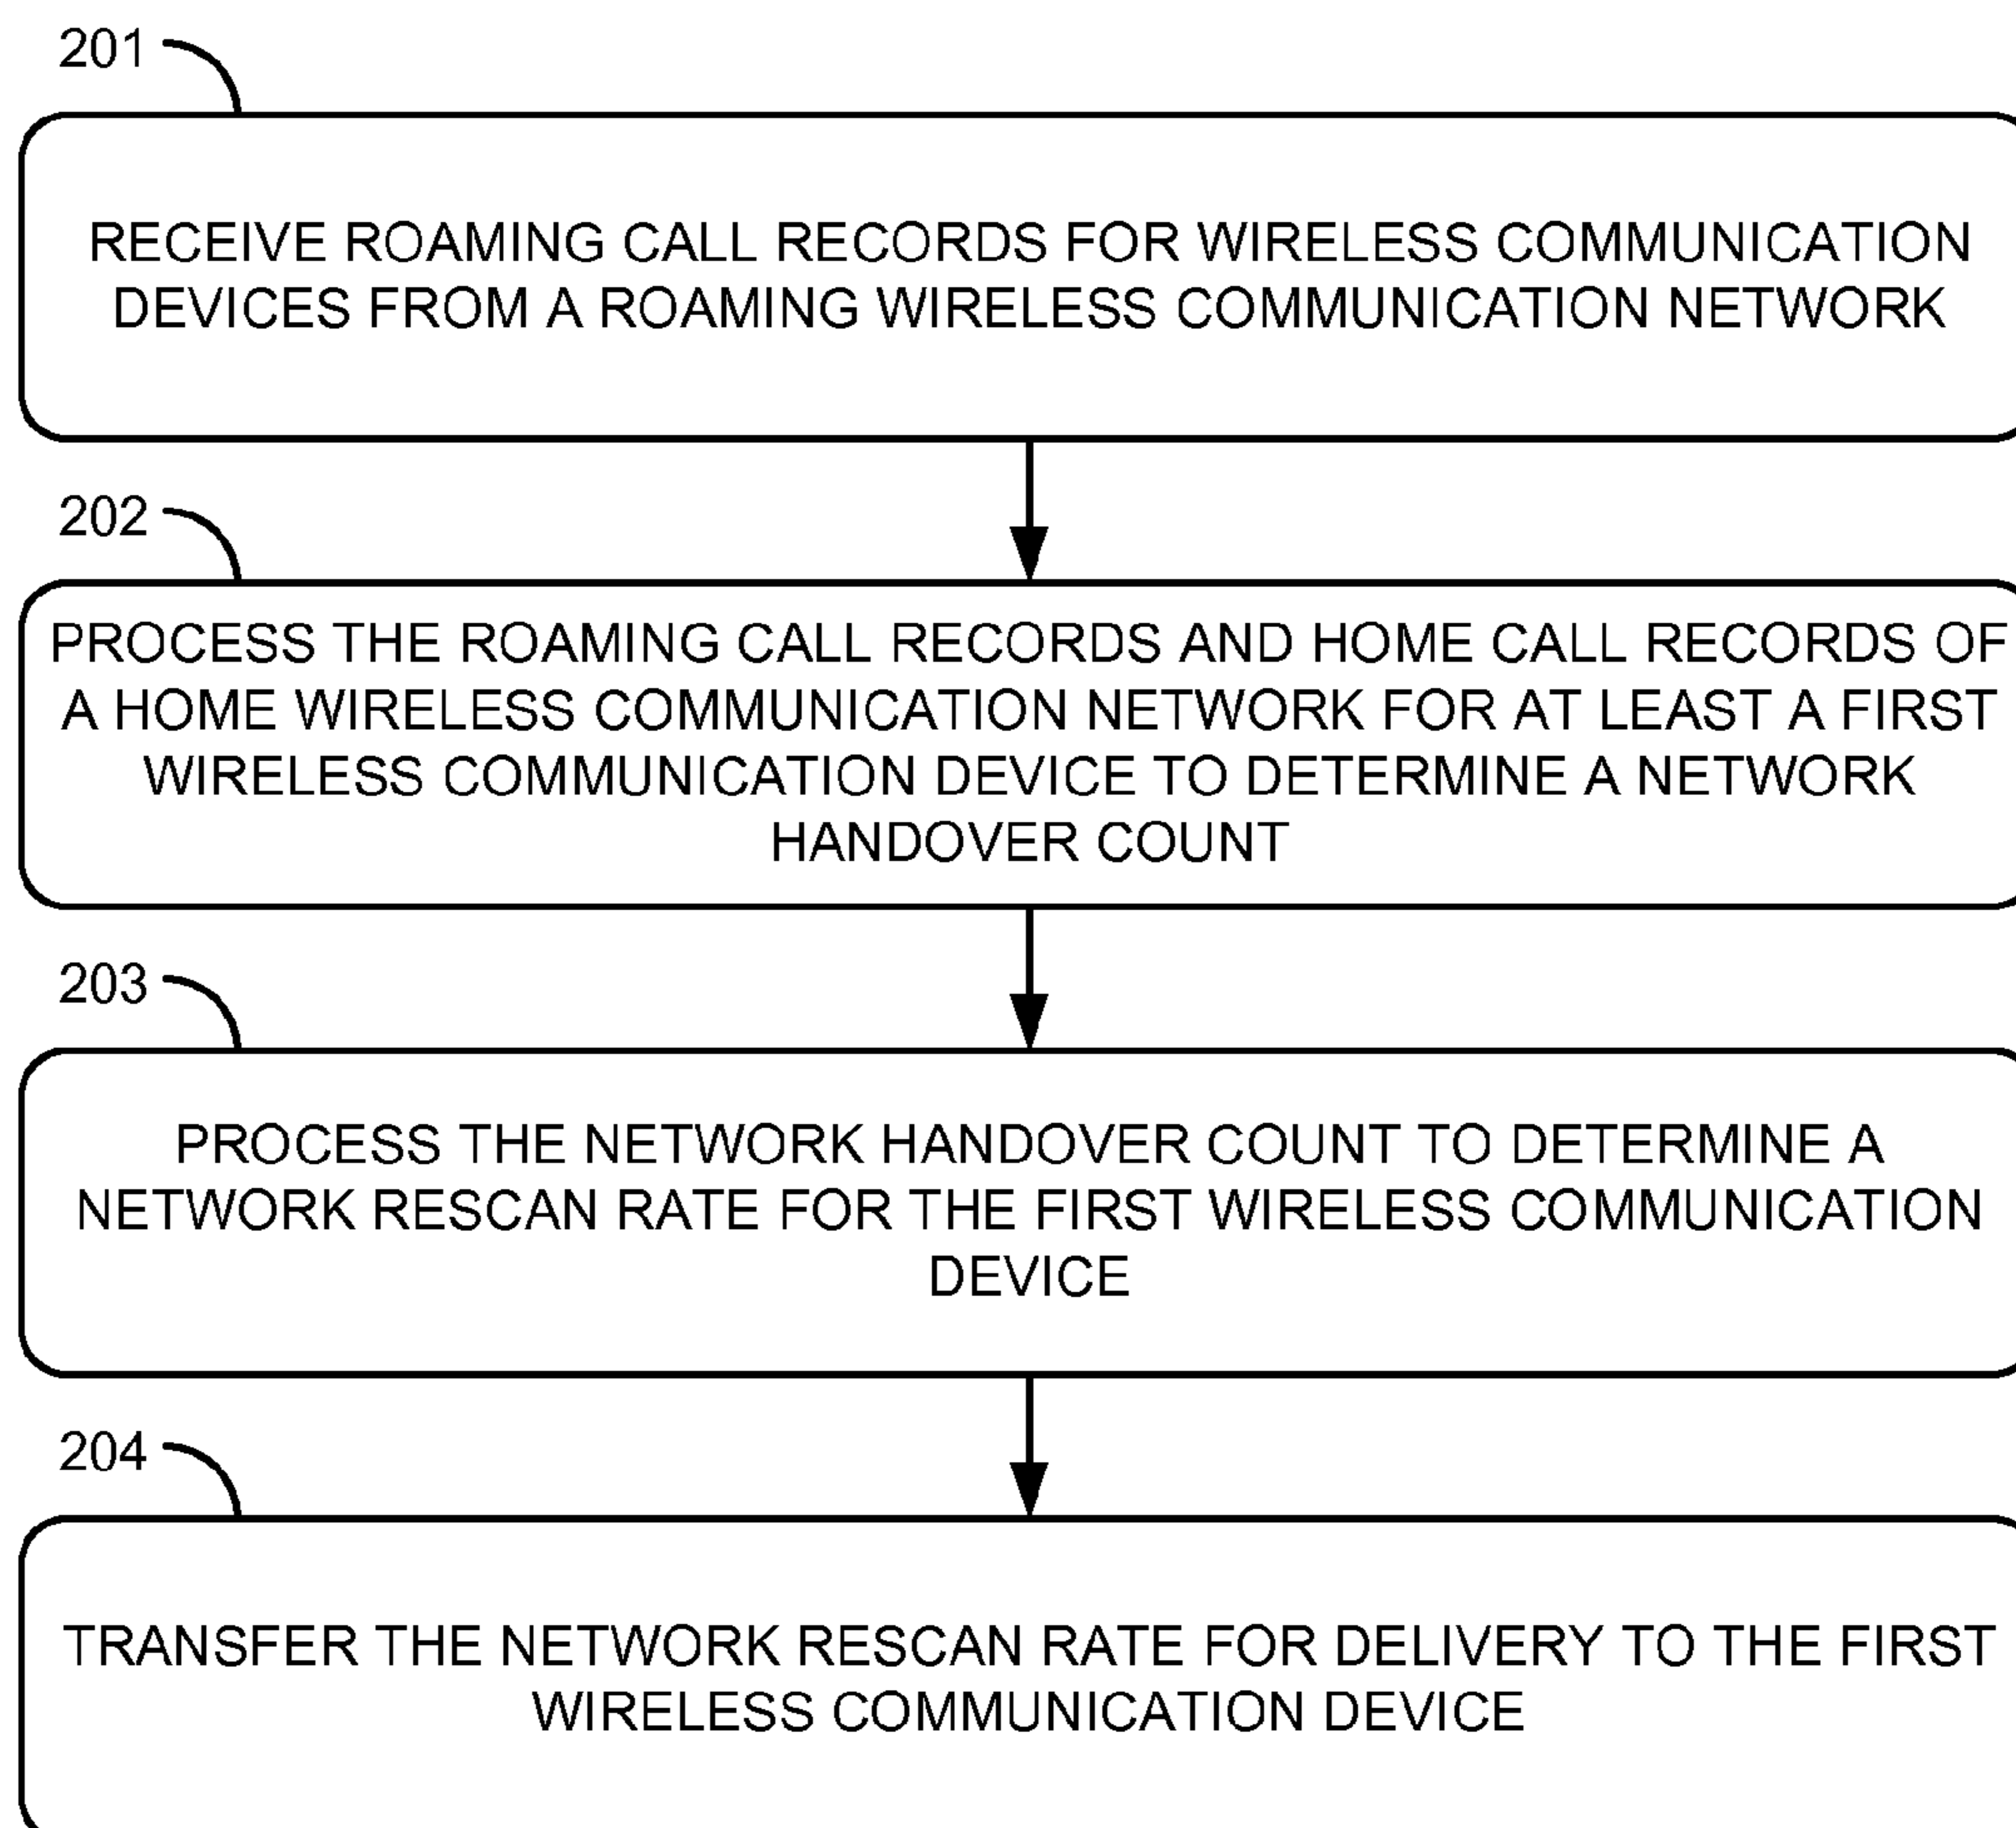 201
RECEIVE ROAMING CALL RECORDS FOR WIRELESS COMMUNICATION
DEVICES FROM A ROAMING WIRELESS COMMUNICATION NETWORK
202
PROCESS THE ROAMING CALL RECORDS AND HOME CALL RECORDS OF
A HOME WIRELESS COMMUNICATION NETWORK FOR AT LEAST A FIRST
WIRELESS COMMUNICATION DEVICE TO DETERMINE A NETWORK
HANDOVER COUNT
203
PROCESS THE NETWORK HANDOVER COUNT TO DETERMINE A
NETWORK RESCAN RATE FOR THE FIRST WIRELESS COMMUNICATION
DEVICE
204
TRANSFER THE NETWORK RESCAN RATE FOR DELIVERY TO THE FIRST
WIRELESS COMMUNICATION DEVICE